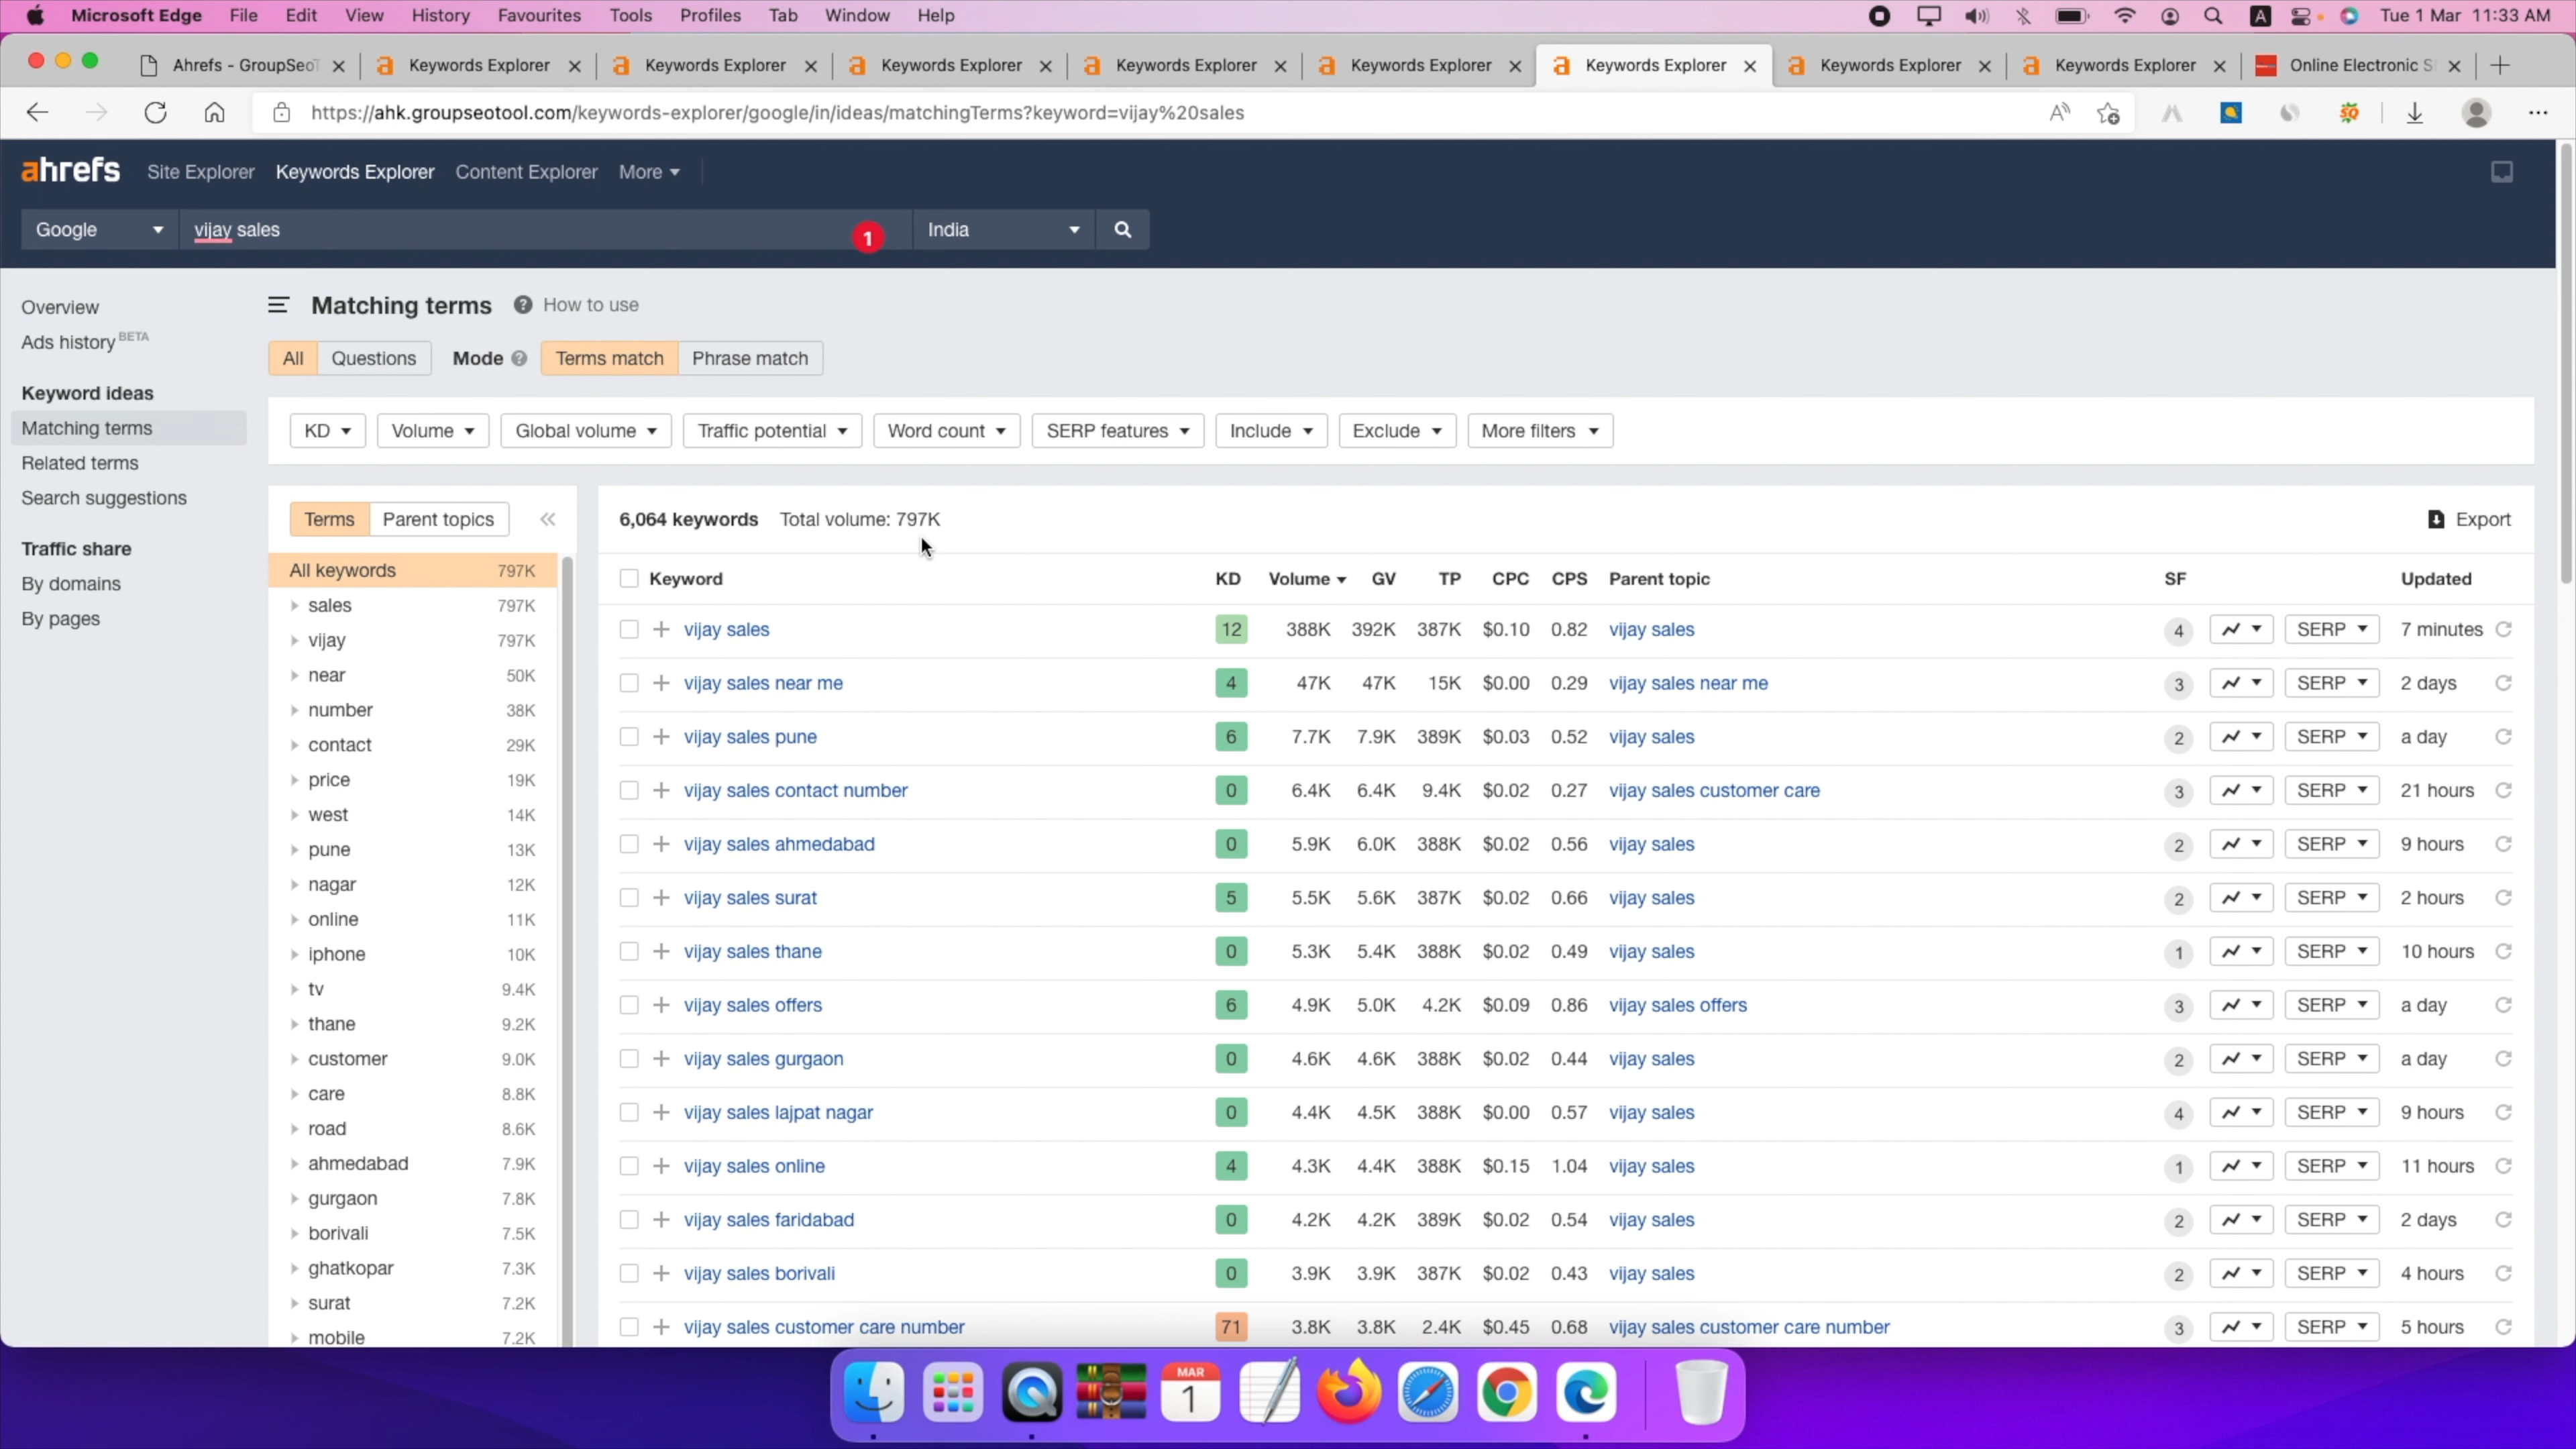 Microsoft Edge File Edit View History Favourites Tools Profiles Tab Window Help A Tue 1 Mar 11:33 AM
Ahrefs - GroupSeoT Keywords Explorer Keywords Explorer Keywords Explorer Keywords Explorer Keywords Explorer Keywords Explorer Keywords Explorer Keywords Explorer Online Electronic S
https://ahk.groupseotool.com/keywords-explorer/google/in/ideas/matchingTerms?keyword=vijay%20sales
ahrefs Site Explorer Keywords Explorer Content Explorer More
Google vijay sales 1 India
Overview
Ads history BETA
Keyword ideas
Matching terms
Related terms
Search suggestions
Traffic share
By domains
By pages
Matching terms ? How to use
All Questions Mode ? Terms match Phrase match
KD Volume Global volume Traffic potential Word count SERP features Include Exclude More filters
Terms Parent topics
All keywords 797K
sales 797K
vijay 797K
near 50K
number 38K
contact 29K
price 19K
west 14K
pune 13K
nagar 12K
online 11K
iphone 10K
tv 9.4K
thane 9.2K
customer 9.0K
care 8.8K
road 8.6K
ahmedabad 7.9K
gurgaon 7.8K
borivali 7.5K
ghatkopar 7.3K
surat 7.2K
mobile 7.2K
6,064 keywords Total volume: 797K Export
Keyword KD Volume GV TP CPC CPS Parent topic SF Updated
vijay sales 12 388K 392K 387K $0.10 0.82 vijay sales 4 SERP 7 minutes
vijay sales near me 4 47K 47K 15K $0.00 0.29 vijay sales near me 3 SERP 2 days
vijay sales pune 6 7.7K 7.9K 389K $0.03 0.52 vijay sales 2 SERP a day
vijay sales contact number 0 6.4K 6.4K 9.4K $0.02 0.27 vijay sales customer care 3 SERP 21 hours
vijay sales ahmedabad 0 5.9K 6.0K 388K $0.02 0.56 vijay sales 2 SERP 9 hours
vijay sales surat 5 5.5K 5.6K 387K $0.02 0.66 vijay sales 2 SERP 2 hours
vijay sales thane 0 5.3K 5.4K 388K $0.02 0.49 vijay sales 1 SERP 10 hours
vijay sales offers 6 4.9K 5.0K 4.2K $0.09 0.86 vijay sales offers 3 SERP a day
vijay sales gurgaon 0 4.6K 4.6K 388K $0.02 0.44 vijay sales 2 SERP a day
vijay sales lajpat nagar 0 4.4K 4.5K 388K $0.00 0.57 vijay sales 4 SERP 9 hours
vijay sales online 4 4.3K 4.4K 388K $0.15 1.04 vijay sales 1 SERP 11 hours
vijay sales faridabad 0 4.2K 4.2K 389K $0.02 0.54 vijay sales 2 SERP 2 days
vijay sales borivali 0 3.9K 3.9K 387K $0.02 0.43 vijay sales 2 SERP 4 hours
vijay sales customer care number 71 3.8K 3.8K 2.4K $0.45 0.68 vijay sales customer care number 3 SERP 5 hours
MAR
1